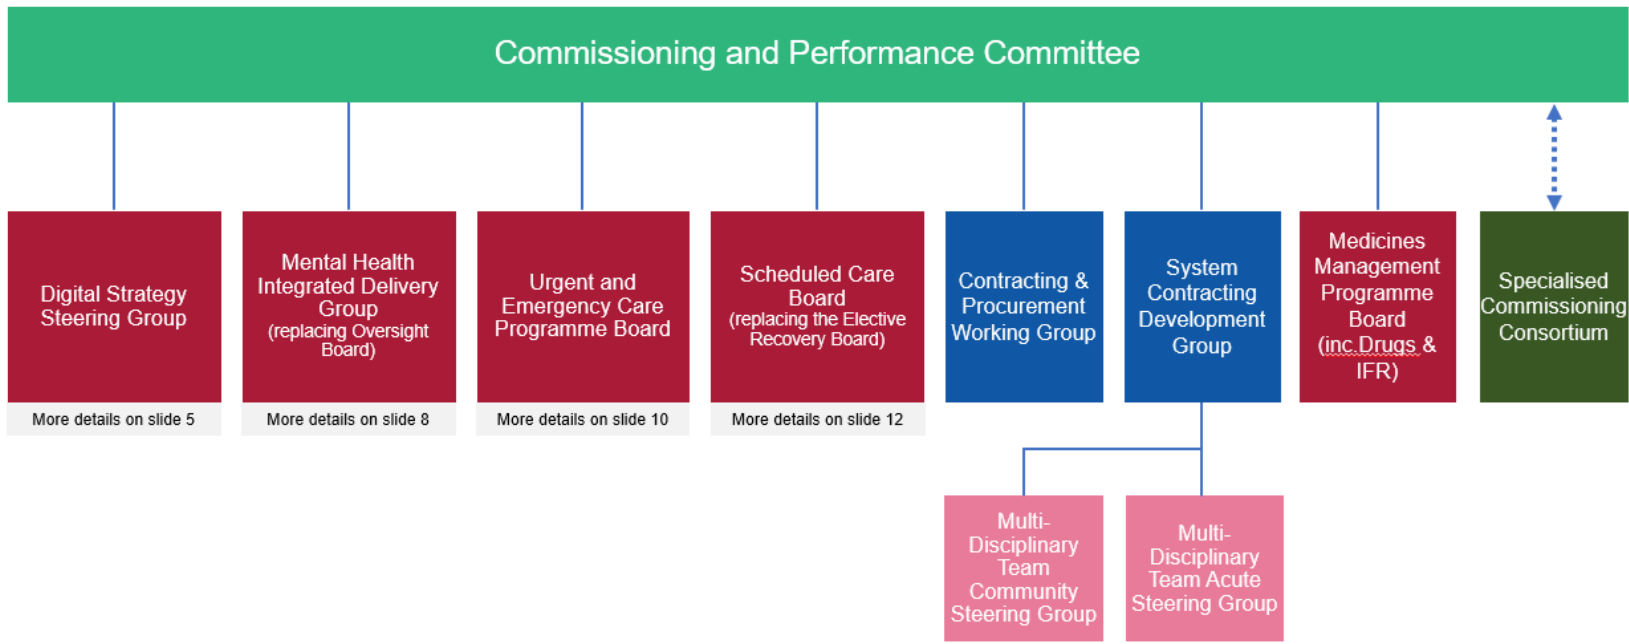 Commissioning and Performance Committee
Digital Strategy
Steering Group
More details on slide 5
Mental Health
Integrated Delivery
Group
(replacing Oversight
Board)
More details on slide 8
Urgent and
Emergency Care
Programme Board
More details on slide 10
Scheduled Care
Board
(replacing the Elective
Recovery Board)
More details on slide 12
Contracting &
Procurement
Working Group
System
Contracting
Development
Group
Medicines
Management
Programme
Board
(inc.Drugs &
IFR)
Specialised
Commissioning
Consortium
Multi-
Disciplinary
Team
Community
Steering Group
Multi-
Disciplinary
Team Acute
Steering Group